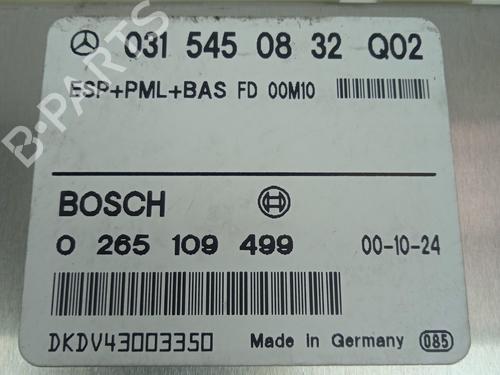 031 545 08 32 Q02
ESP+PML+BAS FD 00M10
BOSCH
0 265 109 499 00-10-24
DKDV43003350 Made in Germany 085
B-PARTS